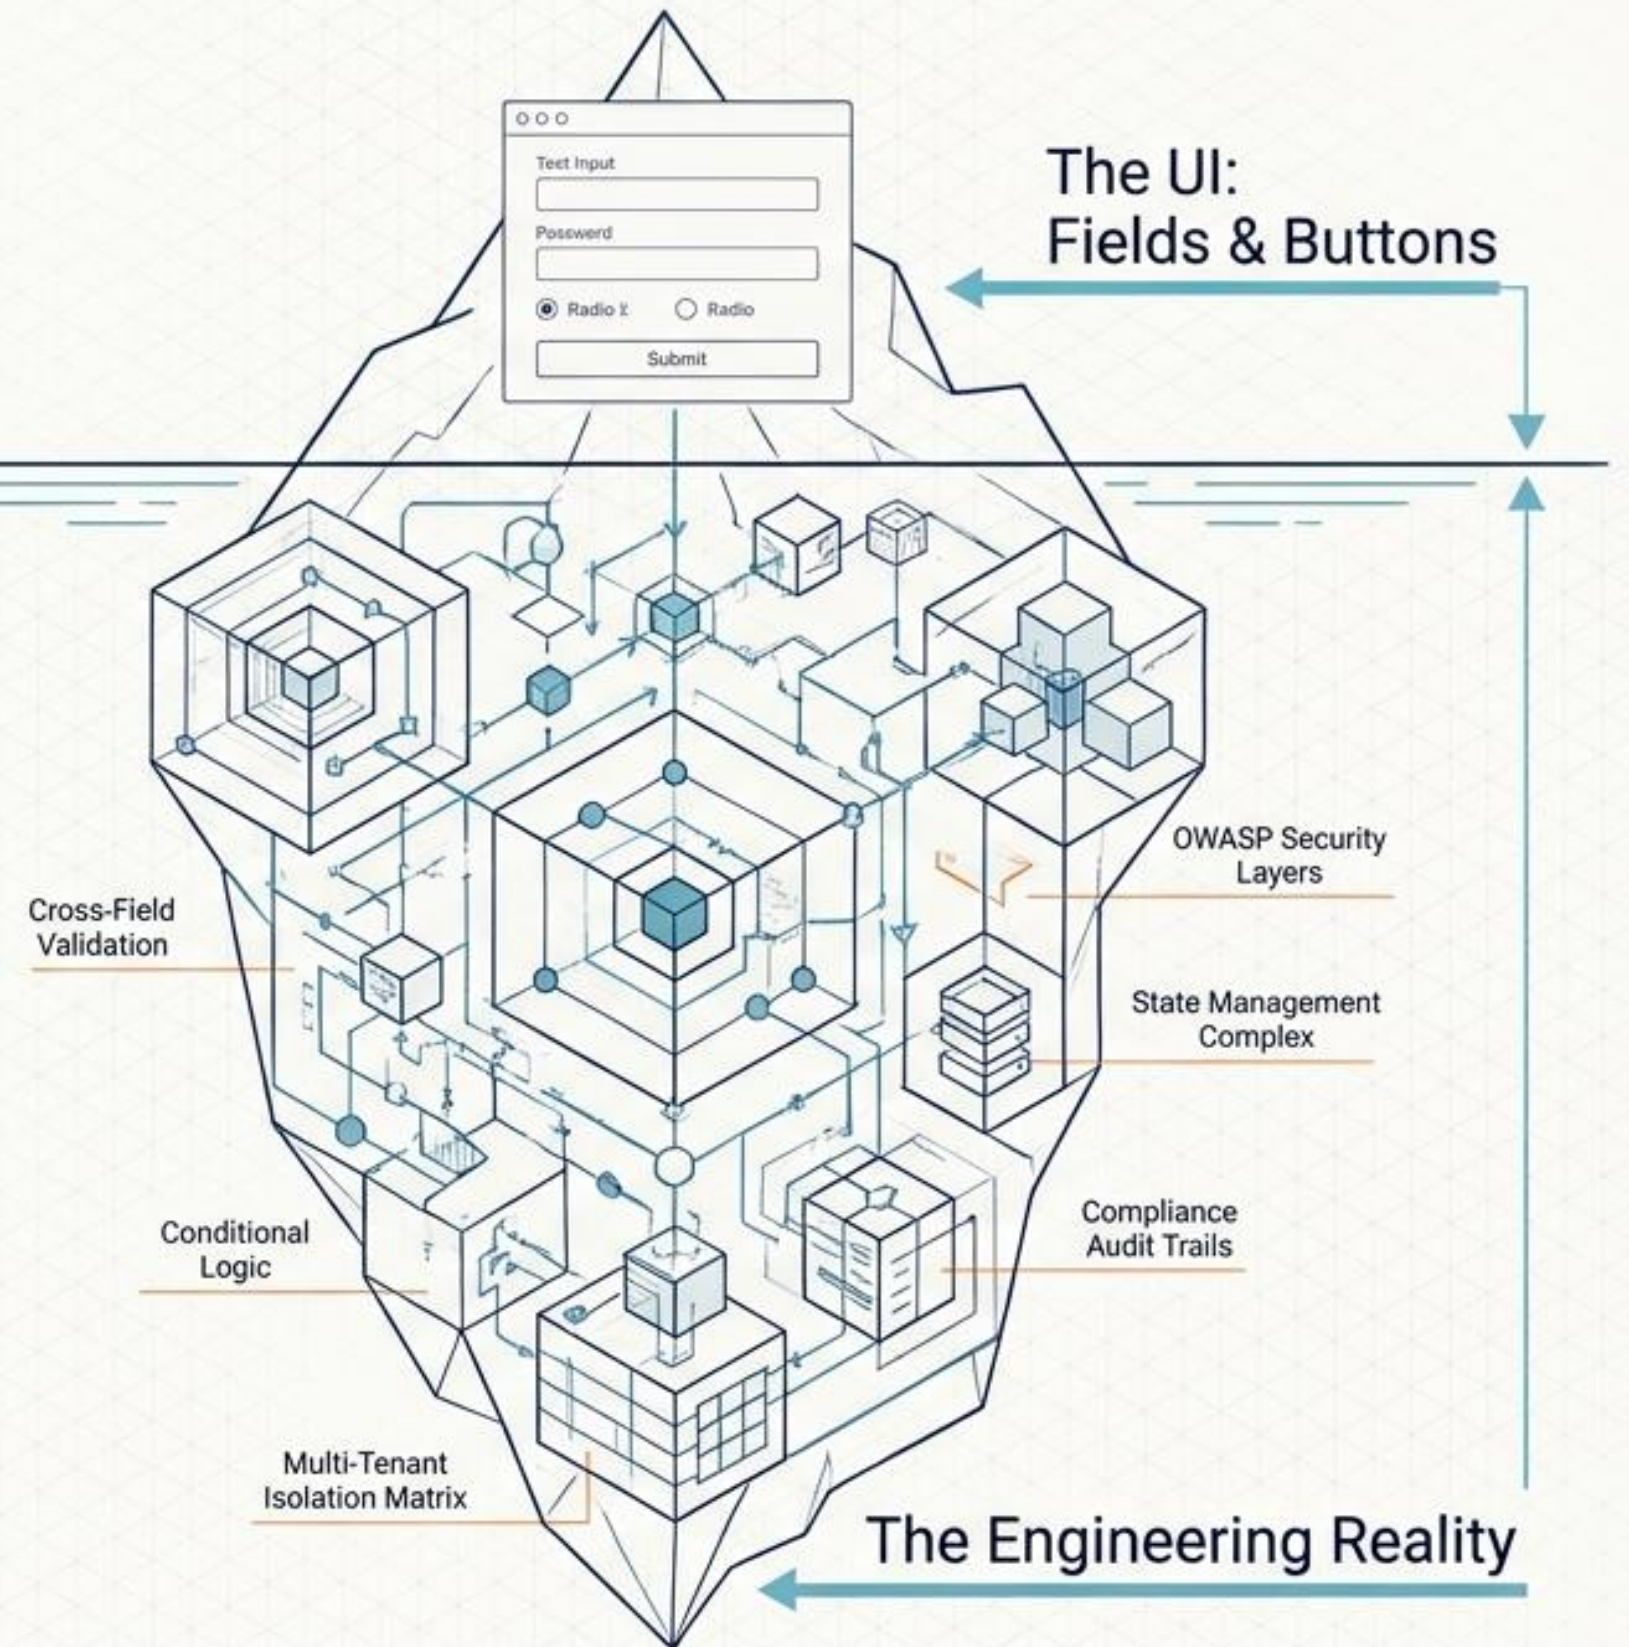 Text Input
Posswerd
Radio
Radio
Submit
The UI:
Fields & Buttons
OWASP Security
Layers
Cross-Field
Validation
State Management
Complex
Conditional
Logic
Compliance
Audit Trails
Multi-Tenant
Isolation Matrix
The Engineering Reality